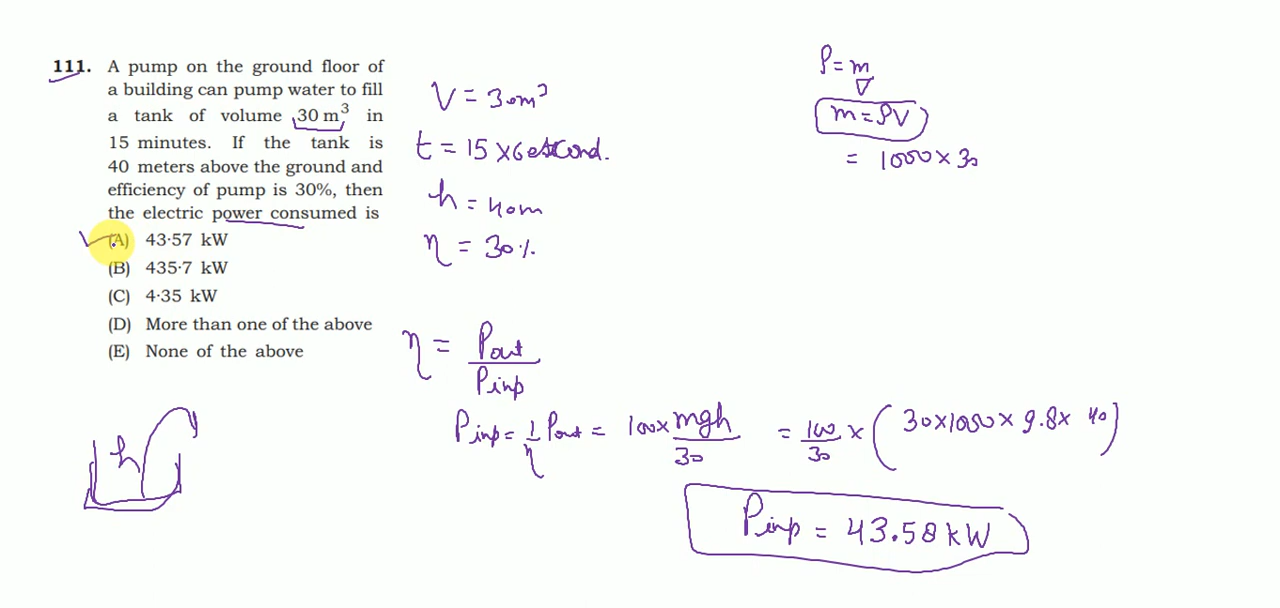 111. A pump on the ground floor of
a building can pump water to fill
a tank of volume 30 m³ in
15 minutes. If the tank is
40 meters above the ground and
efficiency of pump is 30%, then
the electric power consumed is
(A) 43·57 kW
(B) 435·7 kW
(C) 4·35 kW
(D) More than one of the above
(E) None of the above
V = 30m³
t = 15 × 60
h = 40m
η = 30%
ρ = m/V
m = ρV
= 1000 × 30
η = Pout/Pinp
Pinp = 1/η Pout = 100 × mgh/30 = 100/30 × (30×1000×9.8×40)
Pinp = 43.58 kW
h